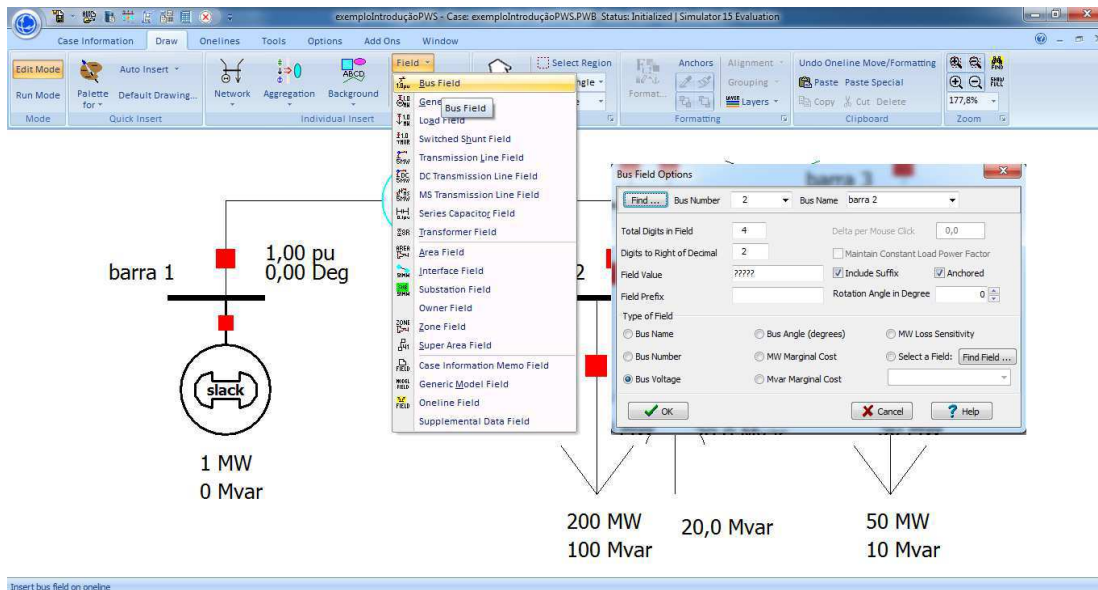 exemploIntroduçãoPWS - Case: exemploIntroduçãoPWS.PWB Status: Initialized | Simulator 15 Evaluation
Case Information Draw Onelines Tools Options Add Ons Window
Edit Mode
Run Mode
Mode
Palette for
Auto Insert
Default Drawing...
Quick Insert
Network
Aggregation
ABCD
Background
Individual Insert
Field
Select Region
Format...
Anchors
Alignment
Grouping
Layers
Formatting
Undo Oneline Move/Formatting
Paste Paste Special
Copy Cut Delete
Clipboard
177,8%
Zoom
Bus Field
Bus Field
Load Field
Switched Shunt Field
Transmission Line Field
DC Transmission Line Field
MS Transmission Line Field
Series Capacitor Field
Transformer Field
Area Field
Interface Field
Substation Field
Owner Field
Zone Field
Super Area Field
Case Information Memo Field
Generic Model Field
Oneline Field
Supplemental Data Field
barra 1
1,00 pu
0,00 Deg
slack
1 MW
0 Mvar
2
barra 3
Bus Field Options
Find ... Bus Number 2 Bus Name barra 2
Total Digits in Field 4 Delta per Mouse Click 0,0
Digits to Right of Decimal 2 Maintain Constant Load Power Factor
Field Value ????? Include Suffix Anchored
Field Prefix Rotation Angle in Degree 0
Type of Field
Bus Name Bus Angle (degrees) MW Loss Sensitivity
Bus Number MW Marginal Cost Select a Field: Find Field ...
Bus Voltage Mvar Marginal Cost
OK Cancel Help
200 MW
100 Mvar
20,0 Mvar
50 MW
10 Mvar
Insert bus field on oneline